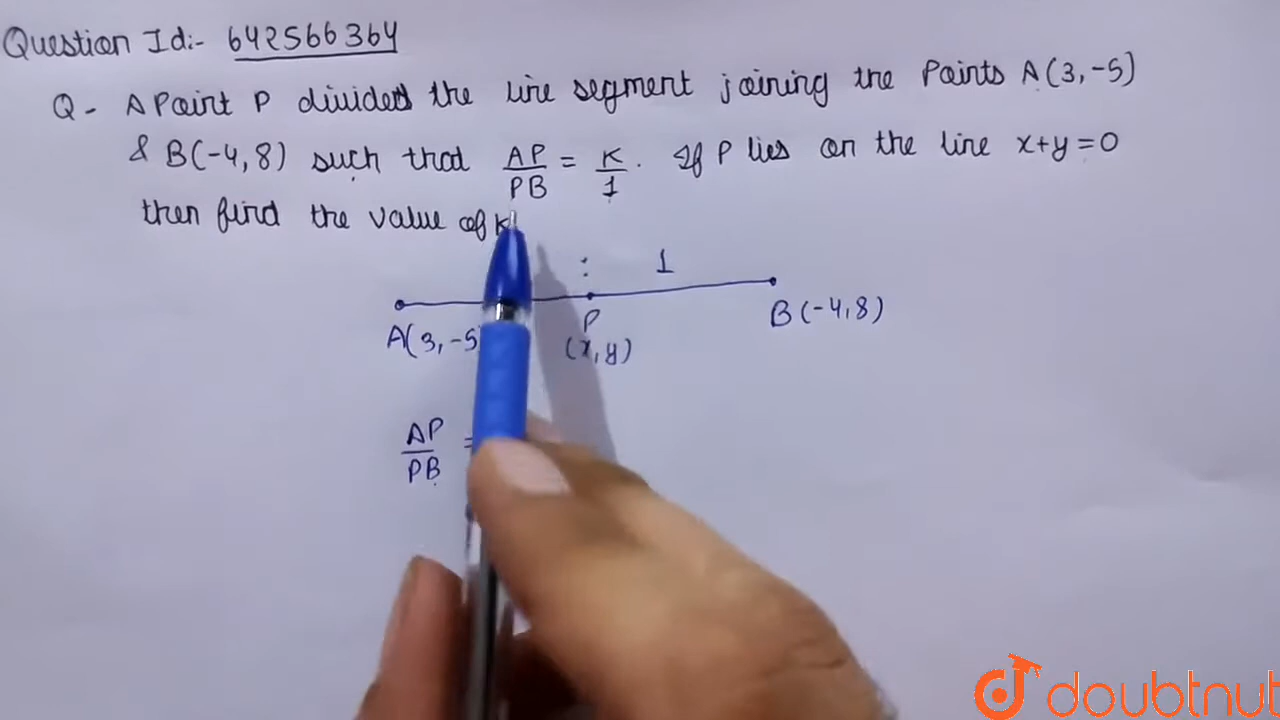 Question Id:- 642566364
Q- A Point P divided the line segment joining the Points A(3,-5)
& B(-4,8) such that AP/PB = K/1. If P lies on the line x+y=0
then find the value of K
: 1
A(3,-5) P B(-4,8)
(x,y)
AP/PB =
doubtnut